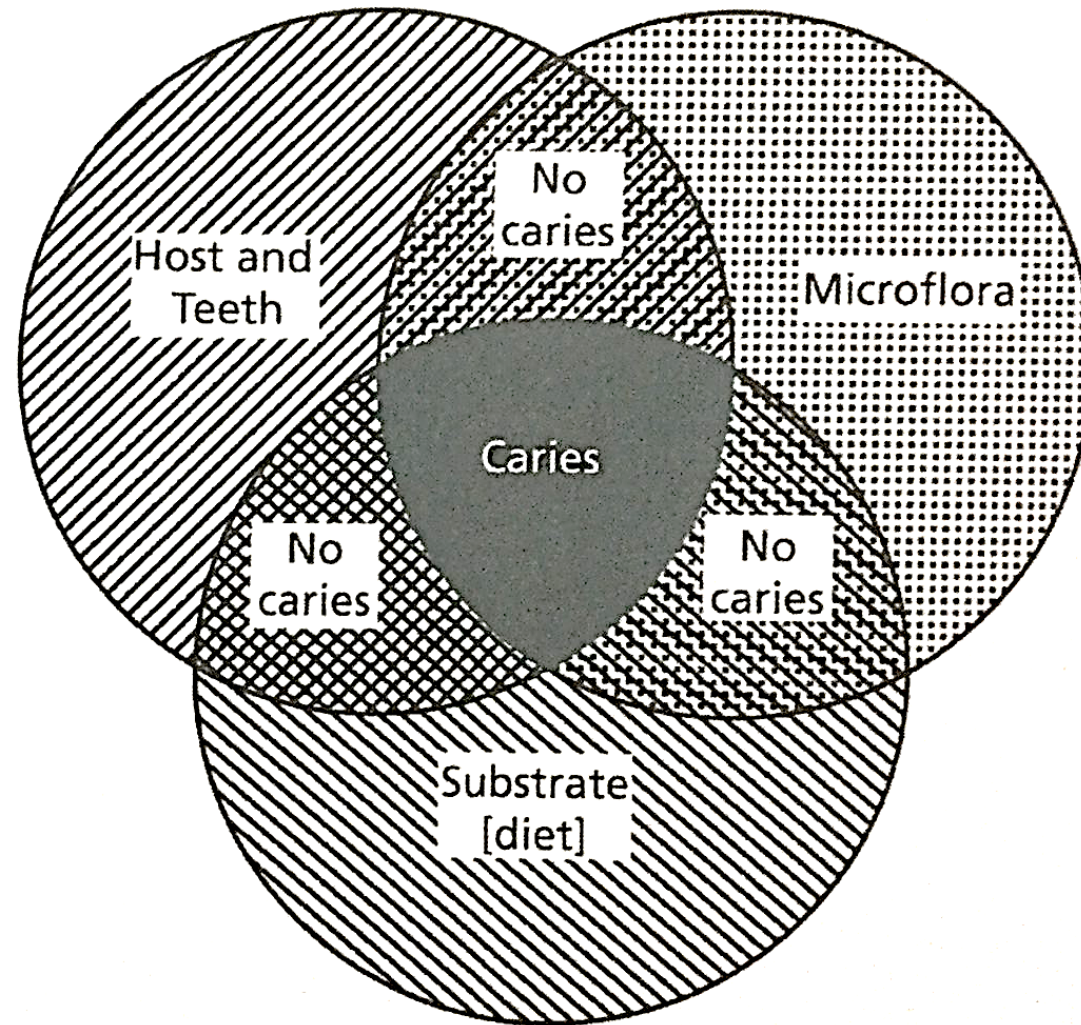 No
caries
Host and
Teeth
Microflora
Caries
No
caries
No
caries
Substrate
[diet]